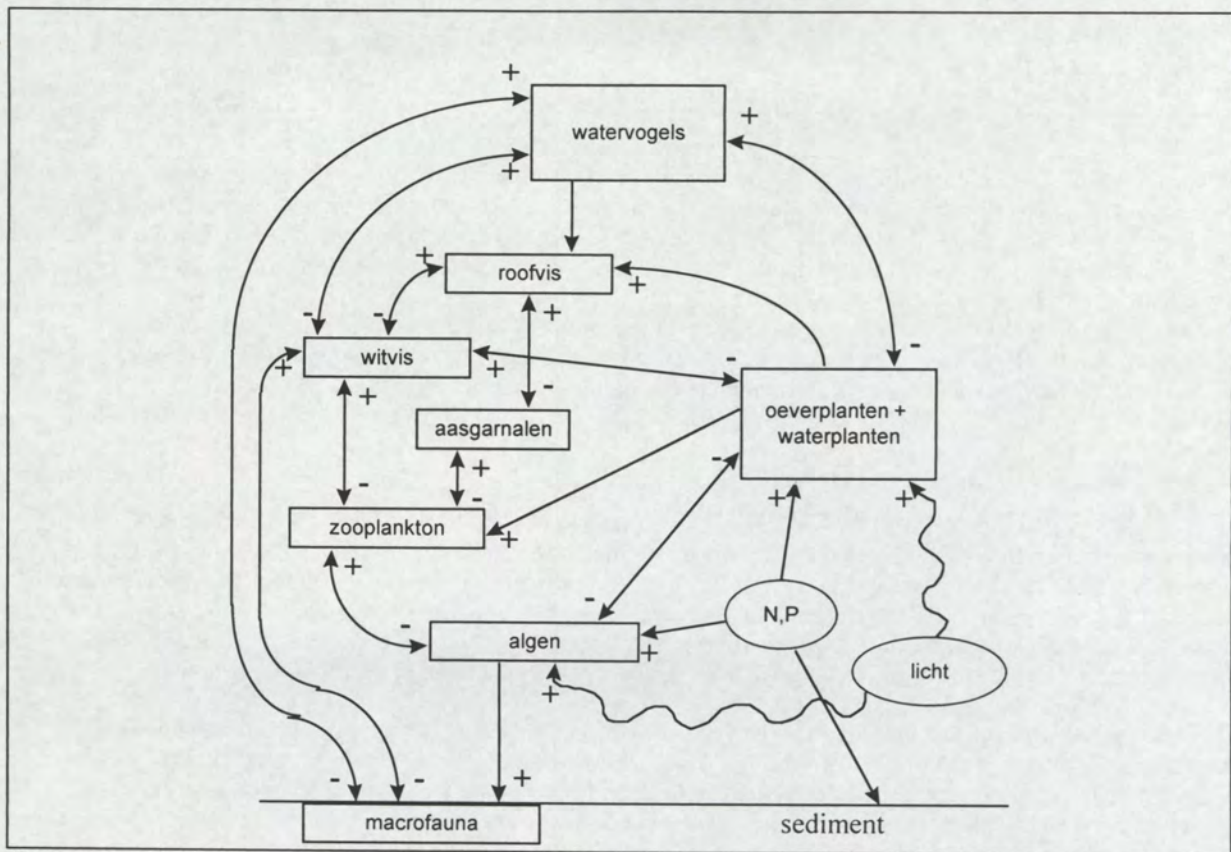 +
watervogels
+
+
+
roofvis
+
+
-
-
witvis
+
+
+
-
-
-
oeverplanten +
waterplanten
aasgarnalen
-
+
-
-
+
+
zooplankton
+
+
-
N,P
-
algen
+
licht
+
-
-
+
macrofauna
sediment